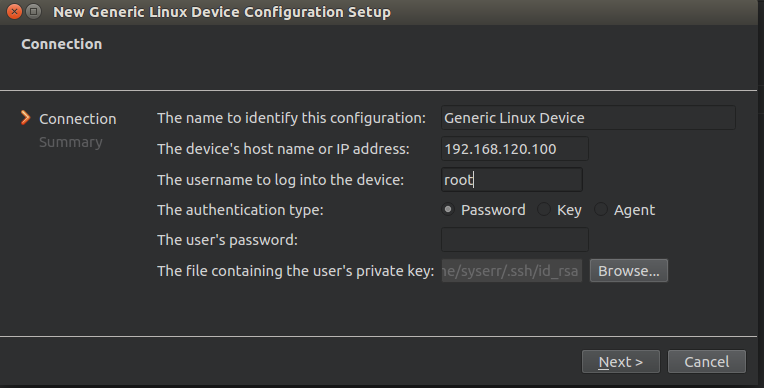 New Generic Linux Device Configuration Setup
Connection
Connection
Summary
The name to identify this configuration: Generic Linux Device
The device's host name or IP address: 192.168.120.100
The username to log into the device: root
The authentication type: Password Key Agent
The user's password:
The file containing the user's private key: ne/syserr/.ssh/id_rsa Browse...
Next > Cancel